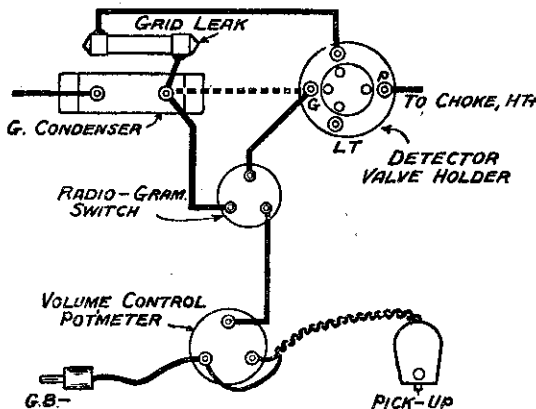 GRID LEAK
P
G
TO CHOKE, HT+
G. CONDENSER
LT
DETECTOR
VALVE HOLDER
RADIO-GRAM.
SWITCH
VOLUME CONTROL
POTMETER
G.B-
PICK-UP